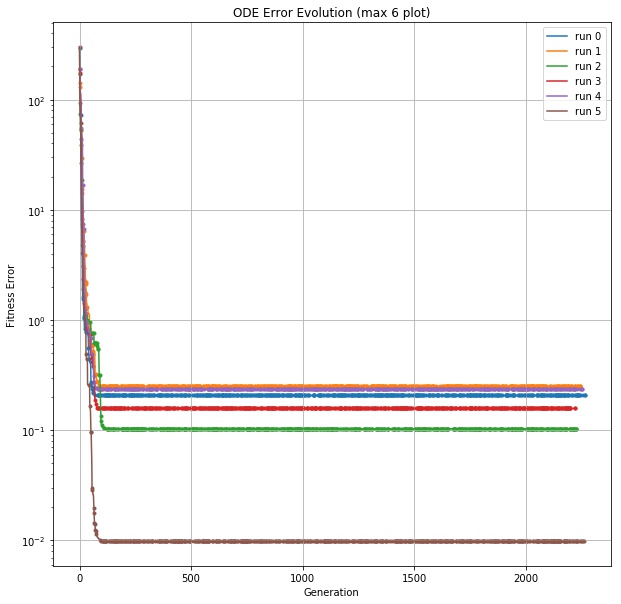 ODE Error Evolution (max 6 plot)
run 0
run 1
run 2
run 3
run 4
run 5
10²
10¹
10⁰
10⁻¹
10⁻²
Fitness Error
0 500 1000 1500 2000
Generation